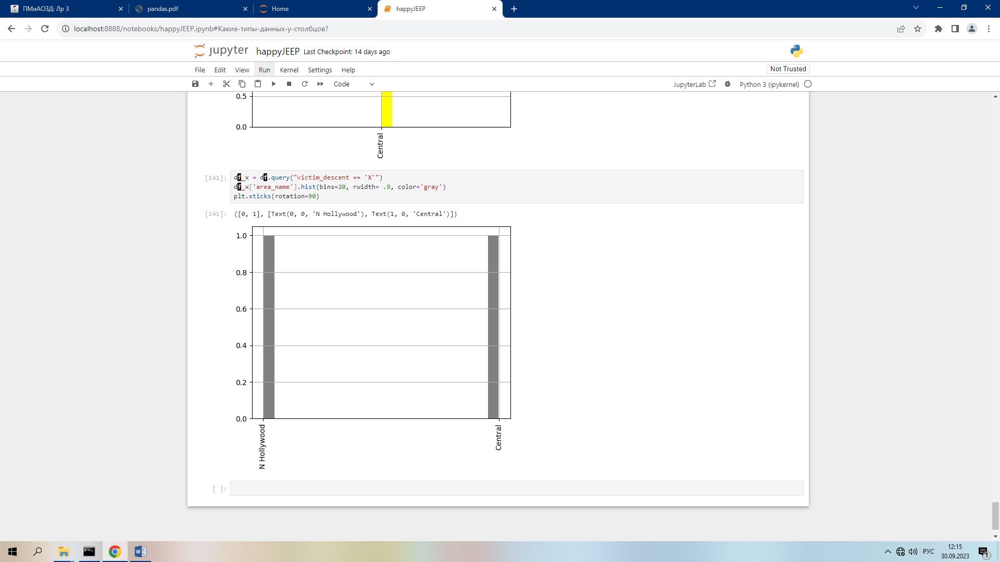 ПМиАОЗД: Лр 3
pandas.pdf
Home
happyJEEP
localhost:8888/notebooks/happyJEEP.ipynb#Какие-типы-данных-у-столбцов?
jupyter happyJEEP Last Checkpoint: 14 days ago
File Edit View Run Kernel Settings Help
Not Trusted
Code
JupyterLab
Python 3 (ipykernel)
0.5
0.0
Central
[141]:
df_x = df.query("victim_descent == 'X'")
df_x['area_name'].hist(bins=20, rwidth= .9, color='gray')
plt.xticks(rotation=90)
[141]: ([0, 1], [Text(0, 0, 'N Hollywood'), Text(1, 0, 'Central')])
1.0
0.8
0.6
0.4
0.2
0.0
N Hollywood
Central
[ ]:
РУС
12:15
30.09.2023
1